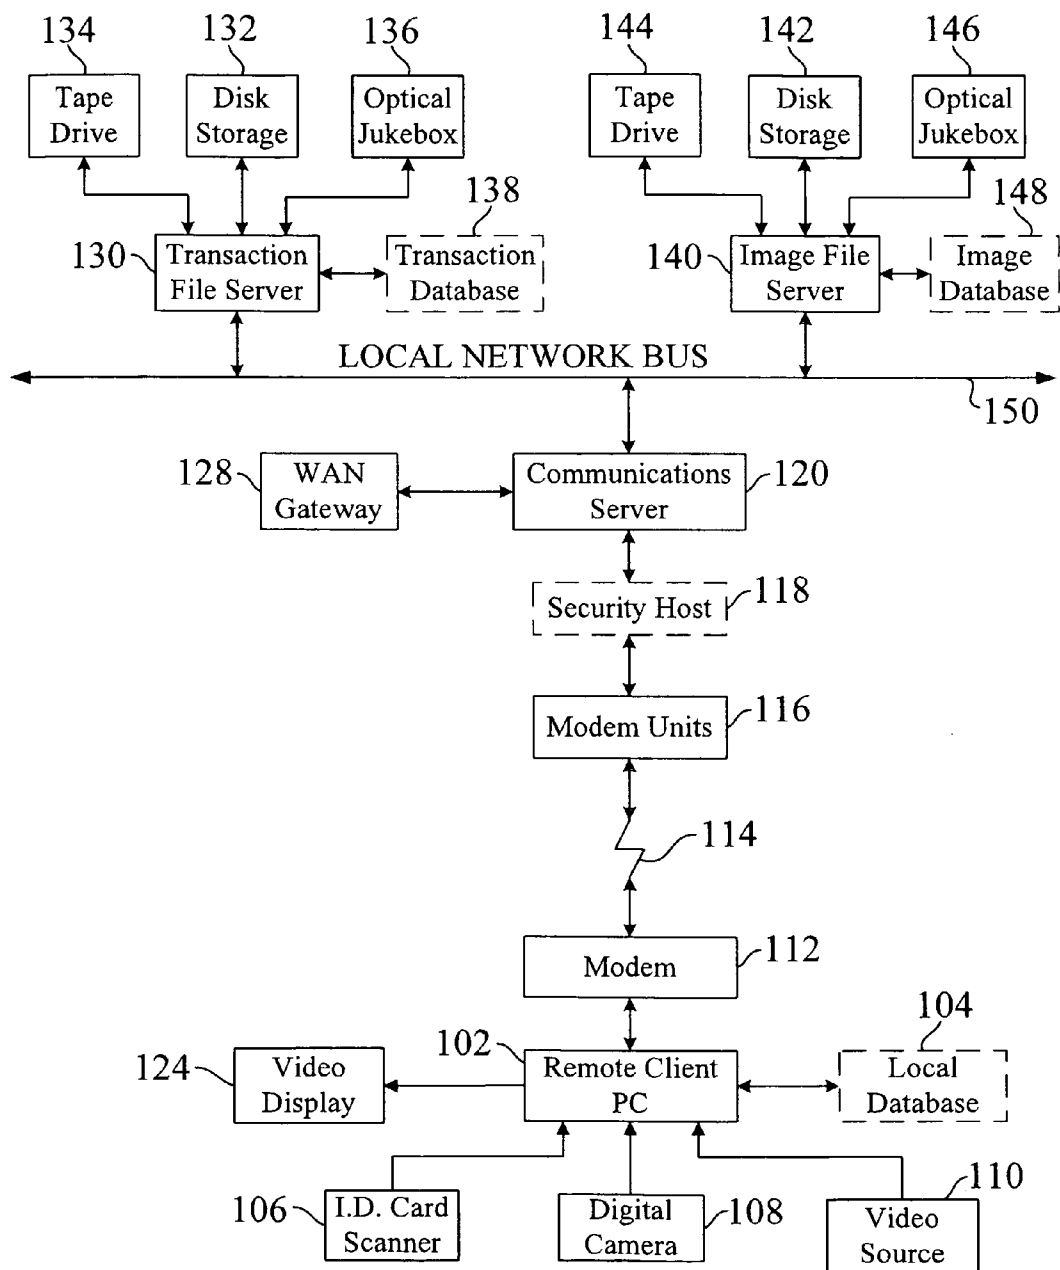 134
132
136
144
142
146
Tape
Drive
Disk
Storage
Optical
Jukebox
Tape
Drive
Disk
Storage
Optical
Jukebox
138
148
130
Transaction
File Server
Transaction
Database
140
Image File
Server
Image
Database
LOCAL NETWORK BUS
150
128
WAN
Gateway
Communications
Server
120
Security Host
118
Modem Units
116
114
Modem
112
104
102
124
Video
Display
Remote Client
PC
Local
Database
110
106
I.D. Card
Scanner
Digital
Camera
108
Video
Source